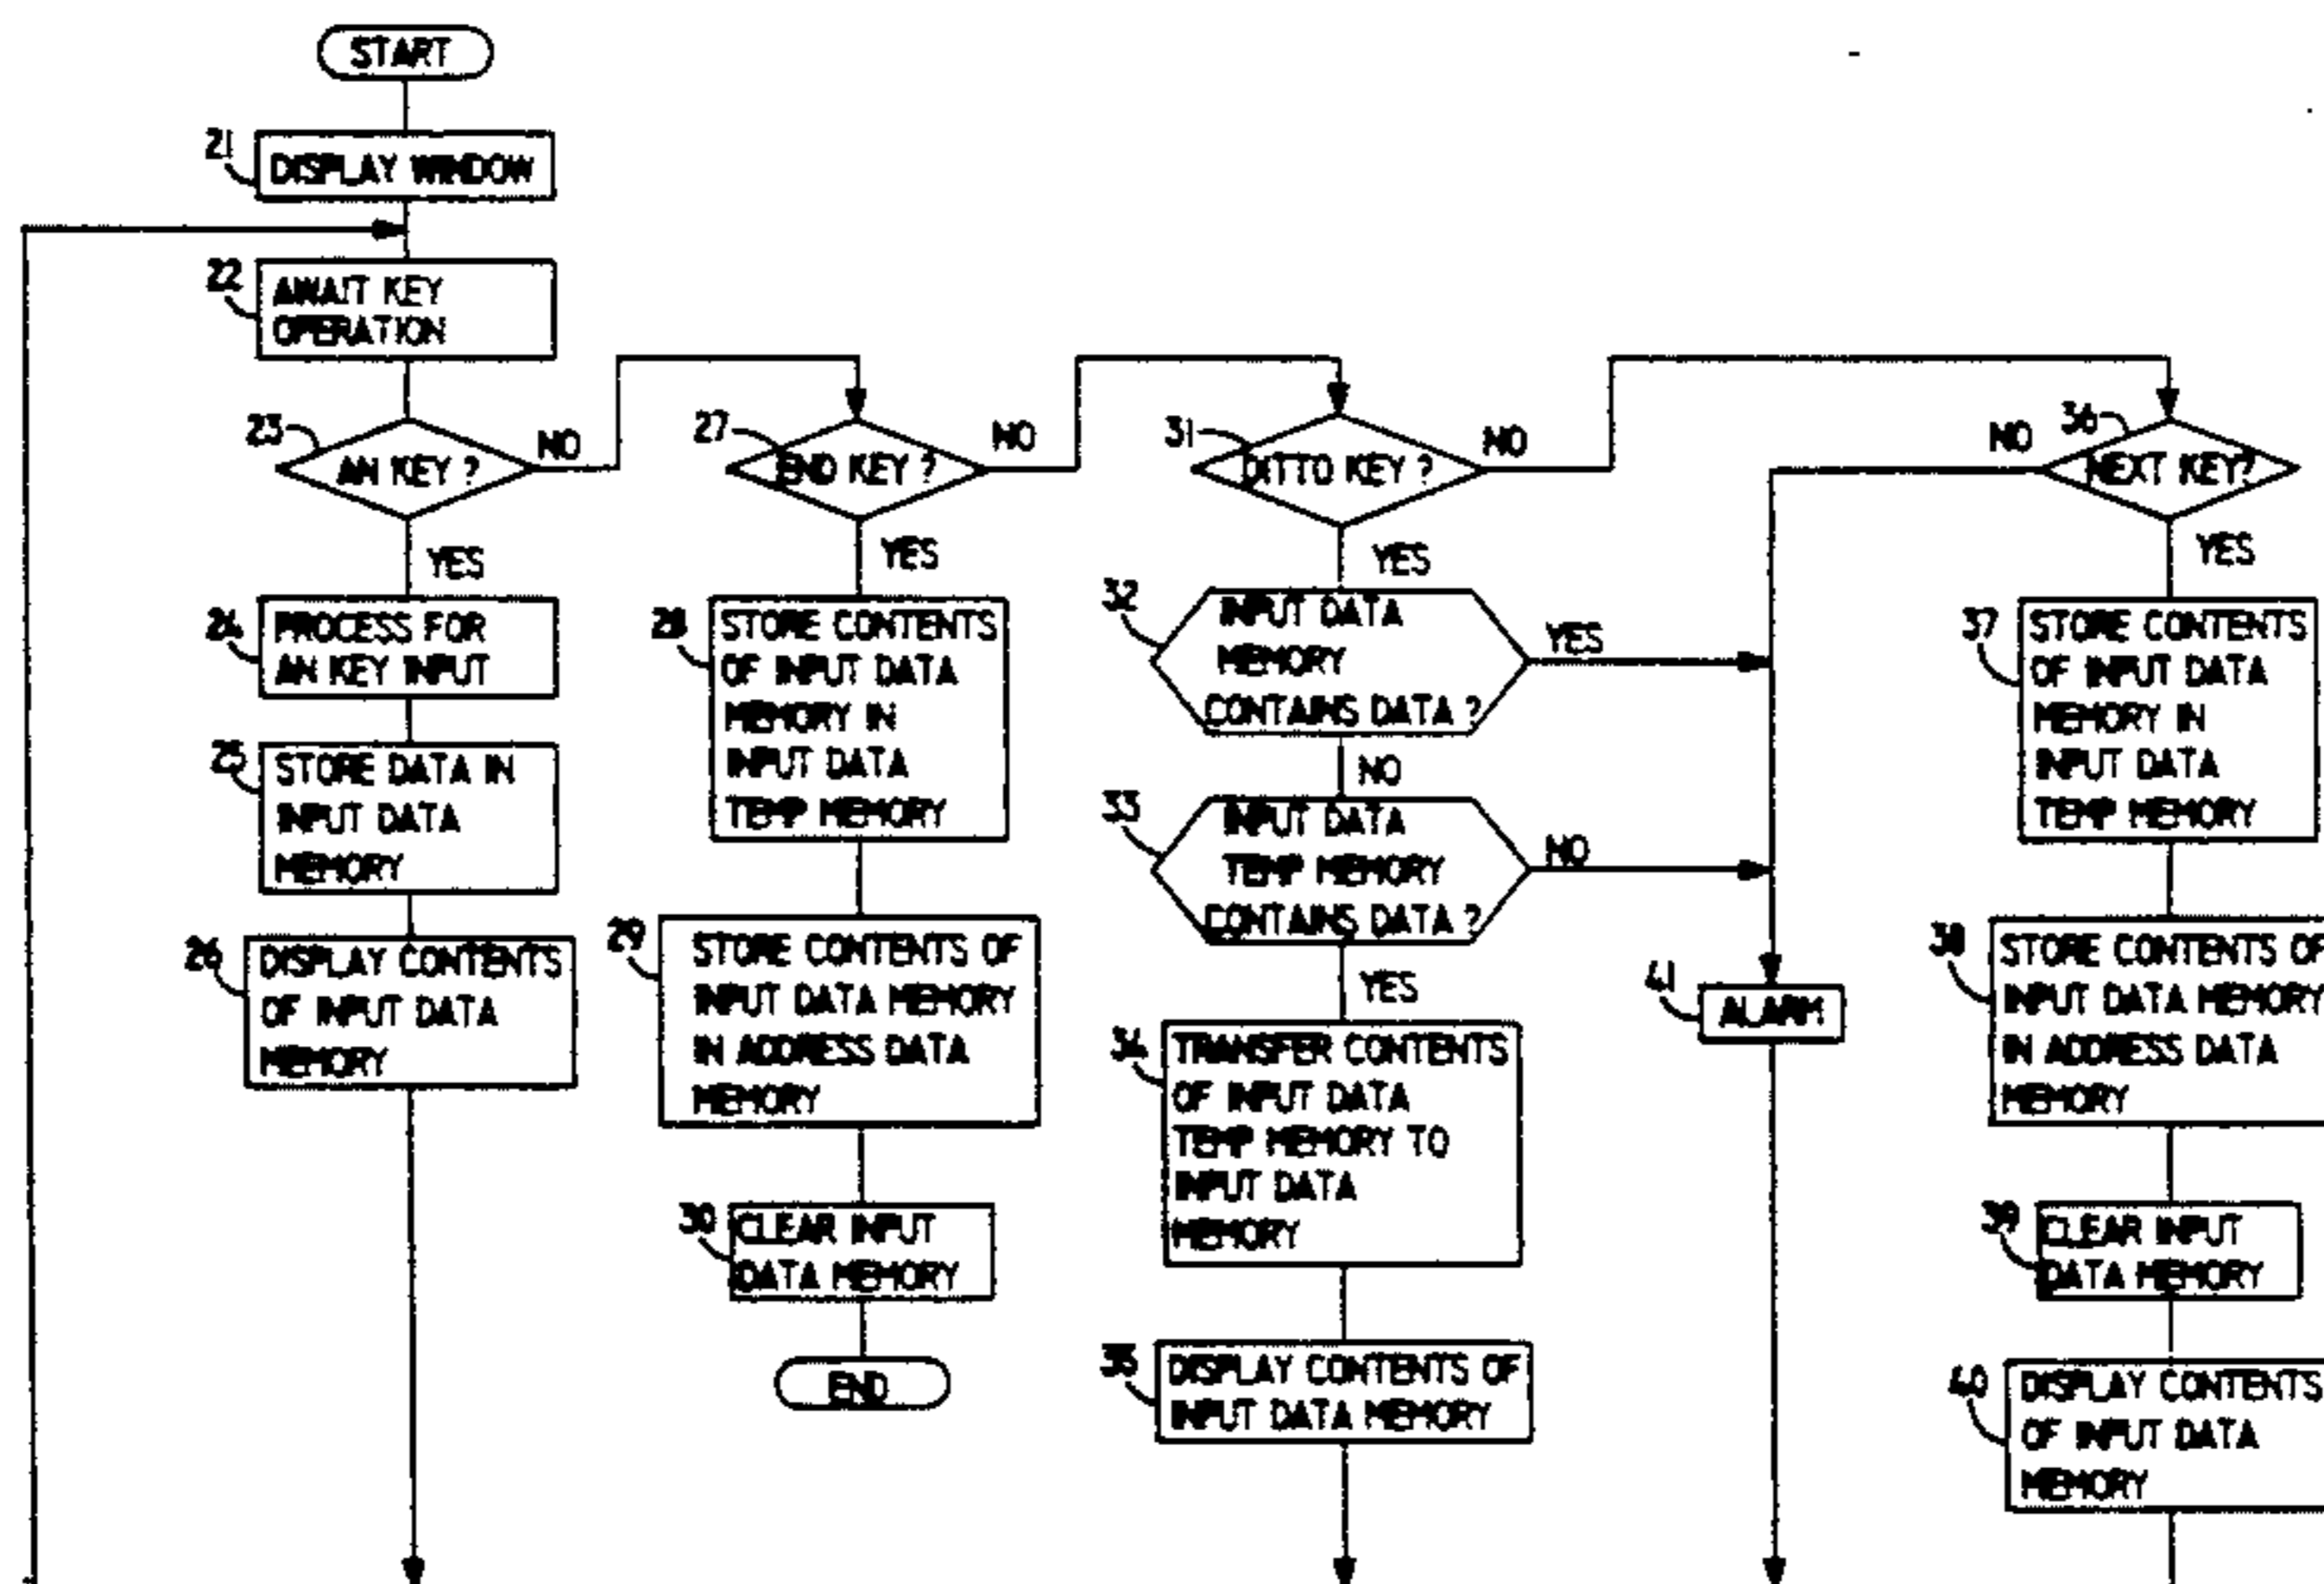 START
21
DISPLAY WINDOW
22
AWAIT KEY
OPERATION
23
AN KEY ?
NO
YES
24
PROCESS FOR
AN KEY INPUT
25
STORE DATA IN
INPUT DATA
MEMORY
26
DISPLAY CONTENTS
OF INPUT DATA
MEMORY
27
END KEY ?
NO
YES
28
STORE CONTENTS
OF INPUT DATA
MEMORY IN
INPUT DATA
TEMP MEMORY
29
STORE CONTENTS OF
INPUT DATA MEMORY
IN ADDRESS DATA
MEMORY
30
CLEAR INPUT
DATA MEMORY
END
31
DITTO KEY ?
NO
YES
32
INPUT DATA
MEMORY
CONTAINS DATA ?
YES
NO
33
INPUT DATA
TEMP MEMORY
CONTAINS DATA ?
NO
YES
34
TRANSFER CONTENTS
OF INPUT DATA
TEMP MEMORY TO
INPUT DATA
MEMORY
35
DISPLAY CONTENTS OF
INPUT DATA MEMORY
41
ALARM
36
NEXT KEY?
NO
YES
37
STORE CONTENTS
OF INPUT DATA
MEMORY IN
INPUT DATA
TEMP MEMORY
38
STORE CONTENTS OF
INPUT DATA MEMORY
IN ADDRESS DATA
MEMORY
39
CLEAR INPUT
DATA MEMORY
40
DISPLAY CONTENTS
OF INPUT DATA
MEMORY